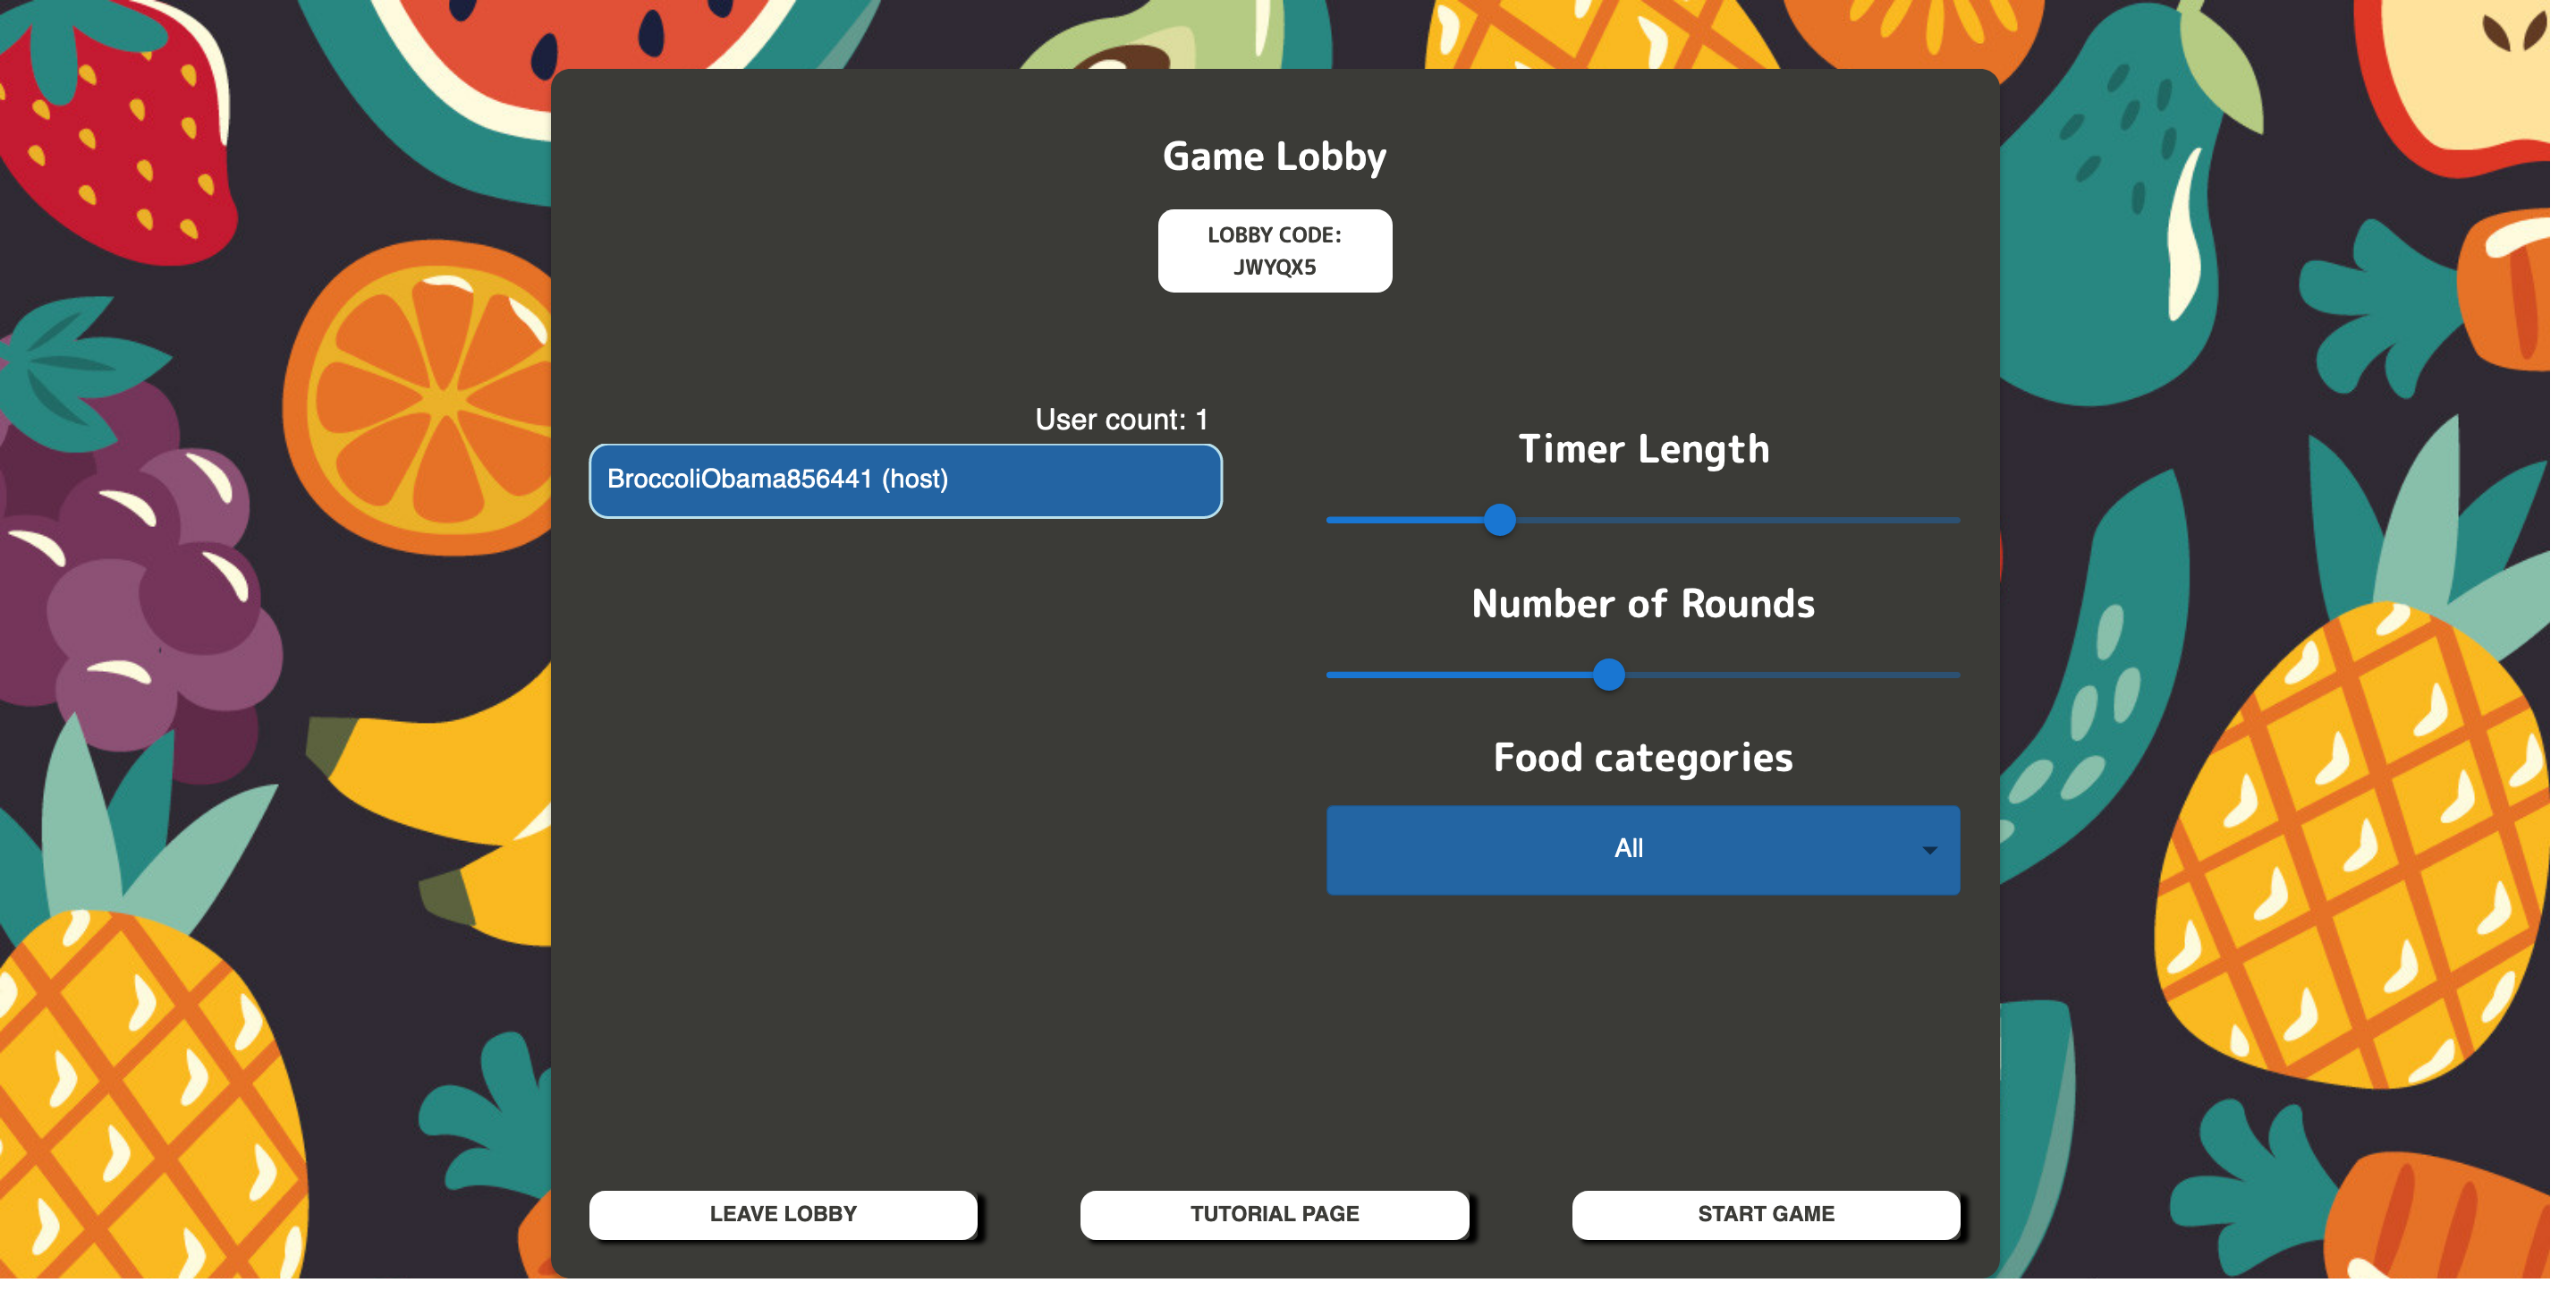 Game Lobby
LOBBY CODE:
JWYQX5
User count: 1
BroccoliObama856441 (host)
Timer Length
Number of Rounds
Food categories
All
LEAVE LOBBY
TUTORIAL PAGE
START GAME